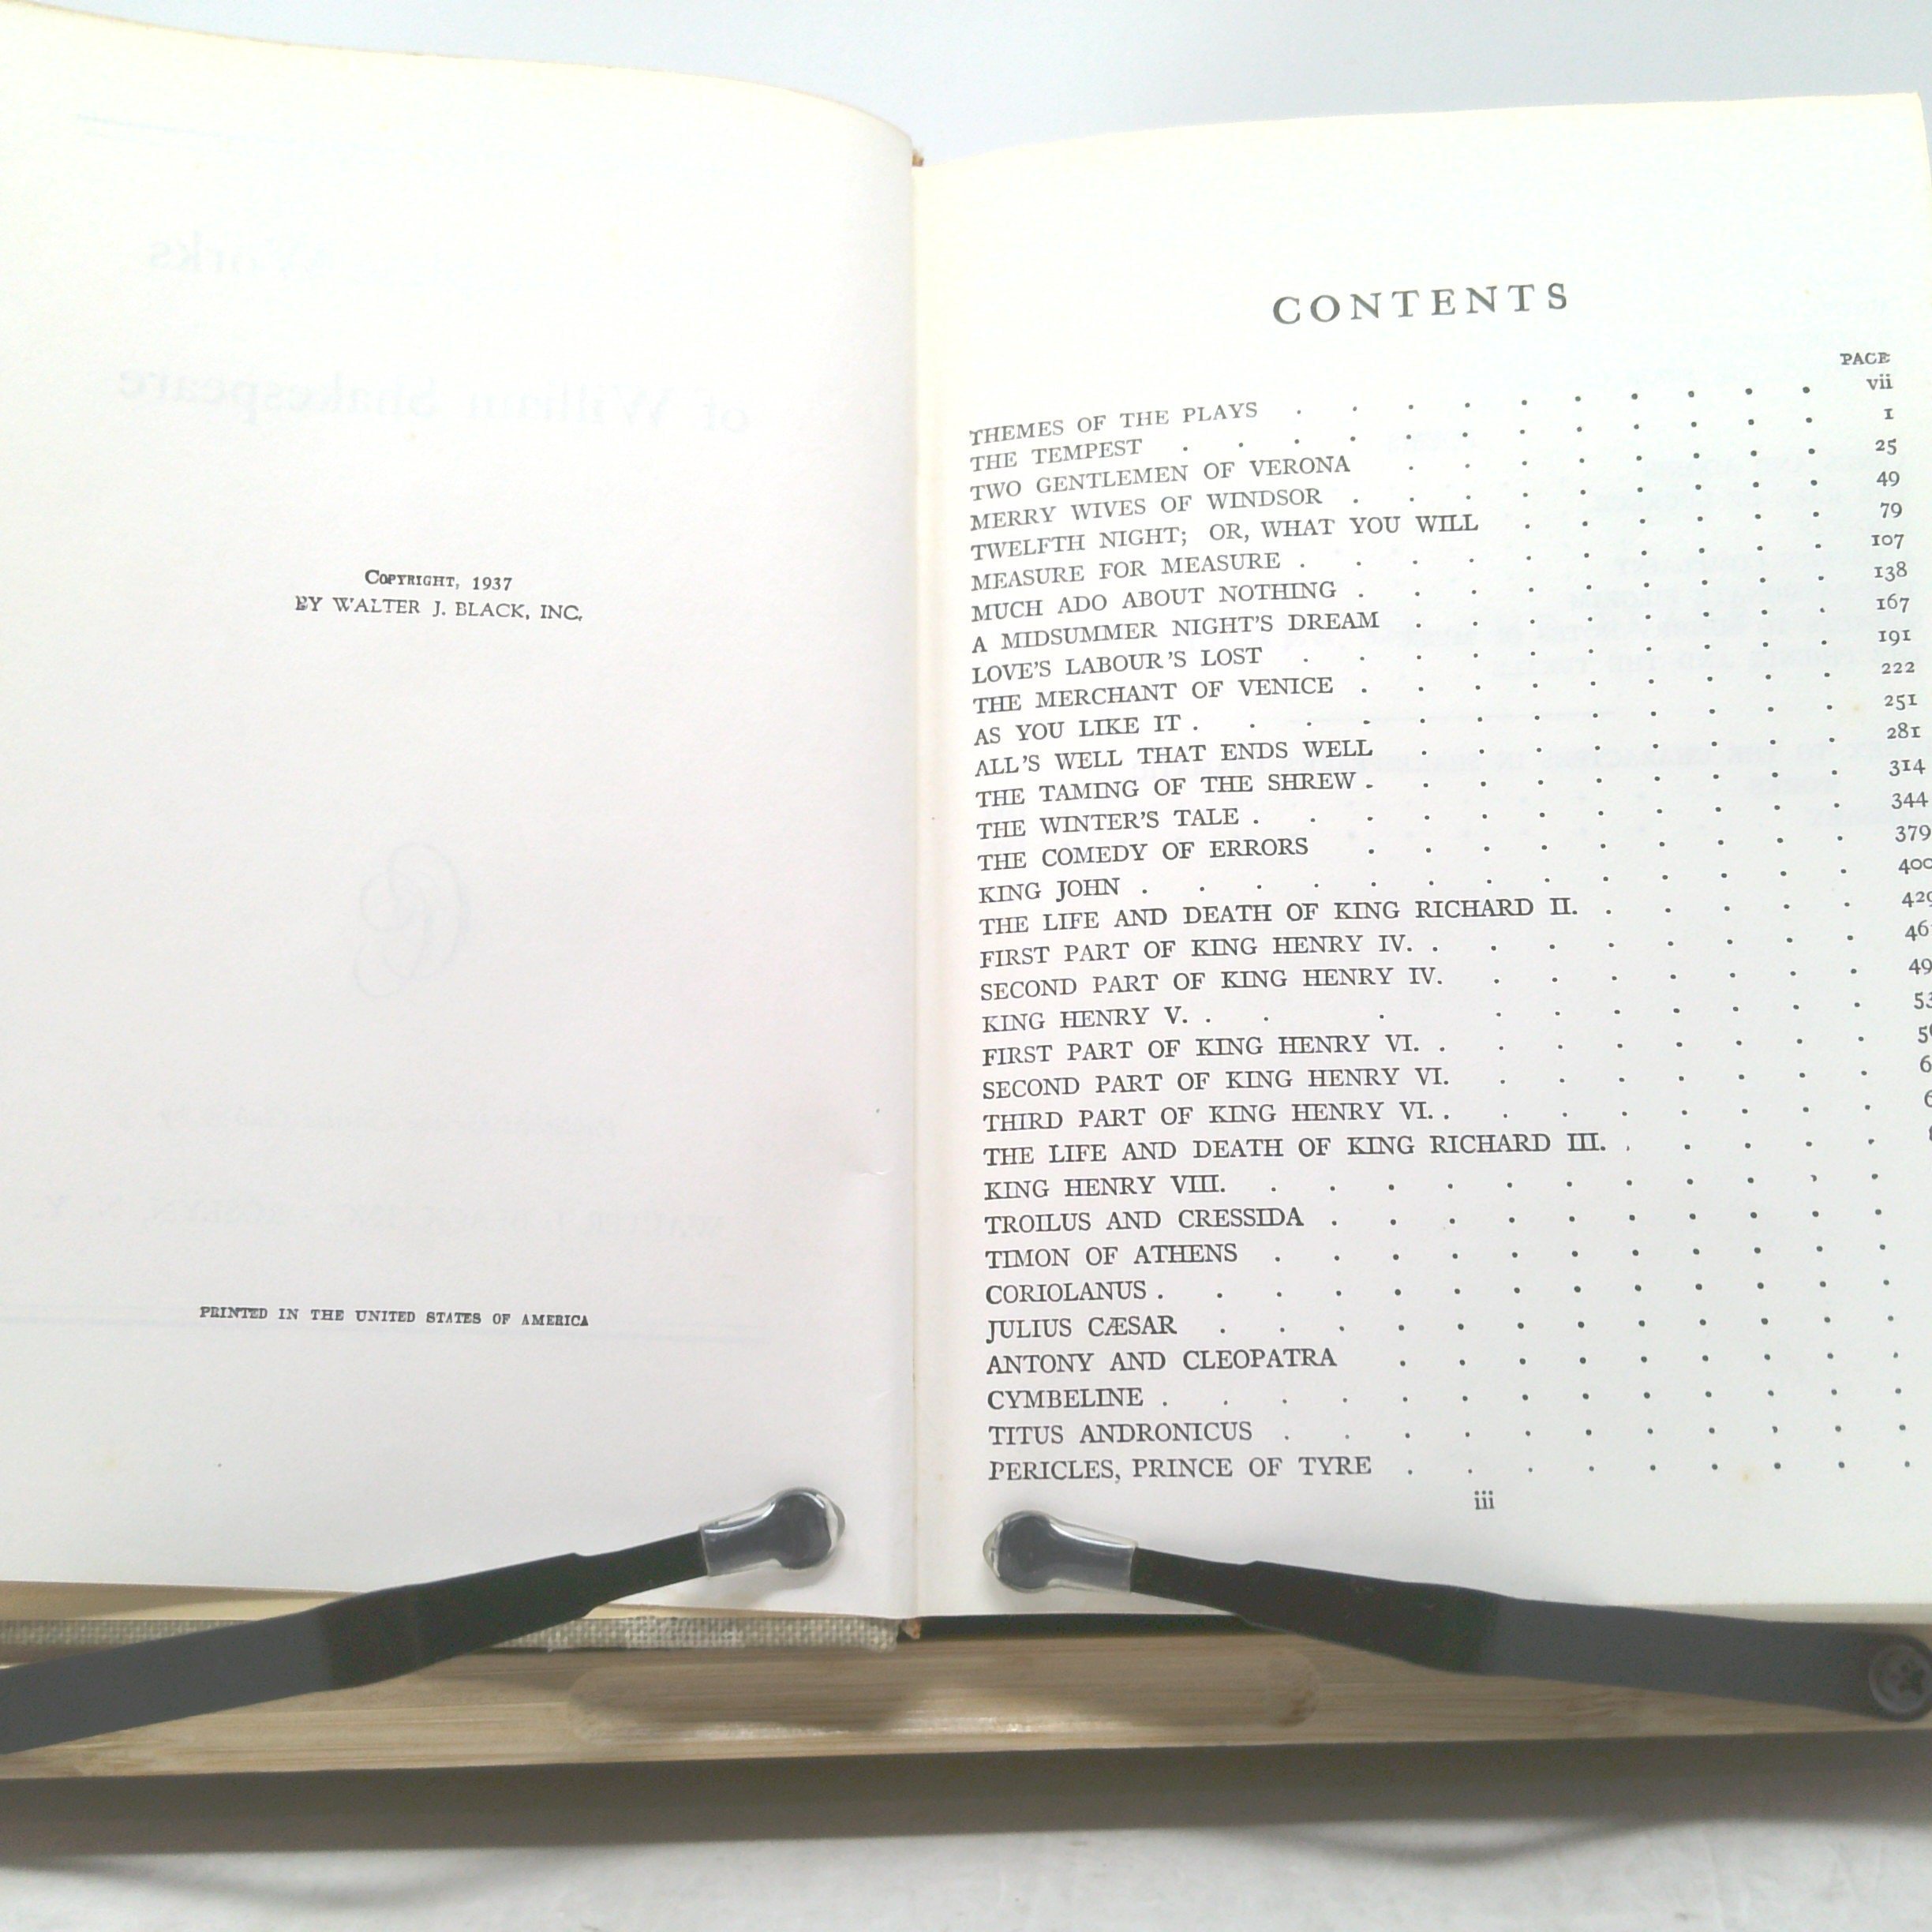 COPYRIGHT, 1937
BY WALTER J. BLACK, INC.
PRINTED IN THE UNITED STATES OF AMERICA
CONTENTS
PAGE
THEMES OF THE PLAYS . . . . . . . . . . vii
THE TEMPEST . . . . . . . . . . . . 1
TWO GENTLEMEN OF VERONA . . . . . . . . 25
MERRY WIVES OF WINDSOR . . . . . . . . . 49
TWELFTH NIGHT; OR, WHAT YOU WILL . . . . . . 79
MEASURE FOR MEASURE . . . . . . . . . . 107
MUCH ADO ABOUT NOTHING . . . . . . . . . 138
A MIDSUMMER NIGHT'S DREAM . . . . . . . . 167
LOVE'S LABOUR'S LOST . . . . . . . . . . 191
THE MERCHANT OF VENICE . . . . . . . . . 222
AS YOU LIKE IT . . . . . . . . . . . . 251
ALL'S WELL THAT ENDS WELL . . . . . . . . 281
THE TAMING OF THE SHREW . . . . . . . . . 314
THE WINTER'S TALE . . . . . . . . . . . 344
THE COMEDY OF ERRORS . . . . . . . . . 379
KING JOHN . . . . . . . . . . . . . 400
THE LIFE AND DEATH OF KING RICHARD II. . . . . . 429
FIRST PART OF KING HENRY IV. . . . . . . . .
SECOND PART OF KING HENRY IV. . . . . . . .
KING HENRY V. . . . . . . . . . .
FIRST PART OF KING HENRY VI. . . . . . . . .
SECOND PART OF KING HENRY VI. . . . . . . .
THIRD PART OF KING HENRY VI. . . . . . . . .
THE LIFE AND DEATH OF KING RICHARD III. . . . . .
KING HENRY VIII. . . . . . . . . . . .
TROILUS AND CRESSIDA . . . . . . . . . .
TIMON OF ATHENS . . . . . . . . . . .
CORIOLANUS . . . . . . . . . . . . .
JULIUS CÆSAR . . . . . . . . . . . .
ANTONY AND CLEOPATRA . . . . . . . . .
CYMBELINE . . . . . . . . . . . . .
TITUS ANDRONICUS . . . . . . . . . . .
PERICLES, PRINCE OF TYRE . . . . . . . . .
iii